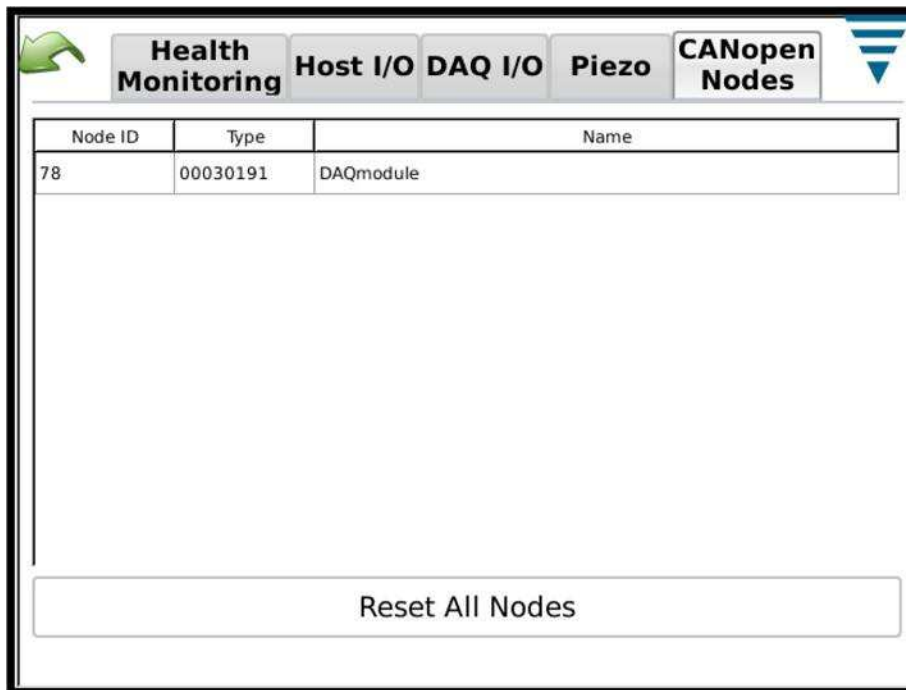 Health
Monitoring
Host I/O
DAQ I/O
Piezo
CANopen
Nodes
Node ID Type Name
78 00030191 DAQmodule
Reset All Nodes